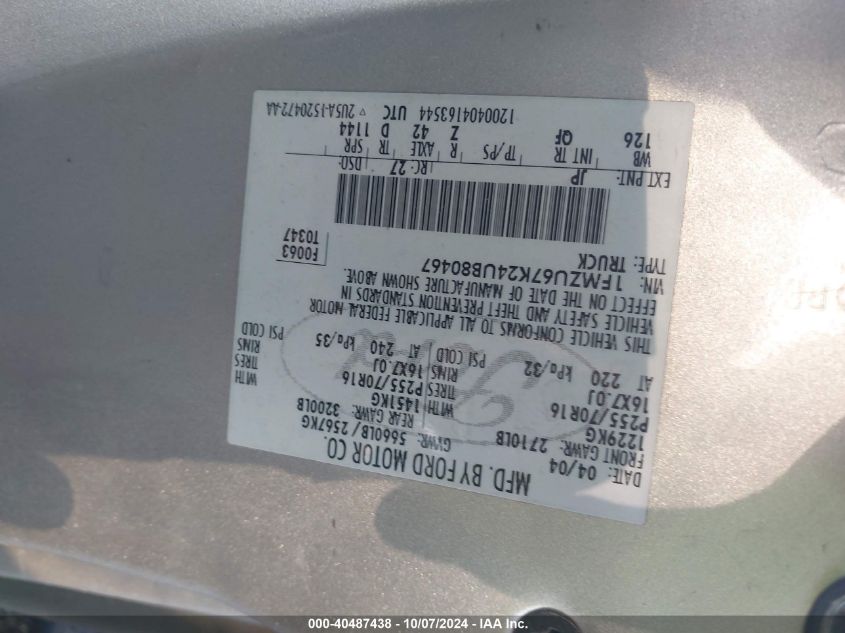 MFD. BY FORD MOTOR CO.
DATE: 04/04
GVWR: 5660LB/ 2567KG
FRONT GAWR: 2710LB
REAR GAWR: 3200LB
1229KG
WITH
1451KG
WITH
P255/70R16
TIRES
P255/70R16
TIRES
16X7.0J
RIMS
16X7.0J
RIMS
AT 220 kPa/32 PSI COLD
AT 240 kPa/35 PSI COLD
THIS VEHICLE CONFORMS TO ALL APPLICABLE FEDERAL MOTOR
VEHICLE SAFETY AND THEFT PREVENTION STANDARDS IN
EFFECT ON THE DATE OF MANUFACTURE SHOWN ABOVE.
VIN: 1FMZU67K24UB80467
TYPE: TRUCK
F0063
T0347
EXT PNT: JP RC: 27 DSO:
WB INT TR TP/PS R AXLE TR SPR
126 QF Z 42 D 1144
1200404163544 UTC ▽ 2U5A-1520472-AA
000-40487438 - 10/07/2024 - IAA Inc.